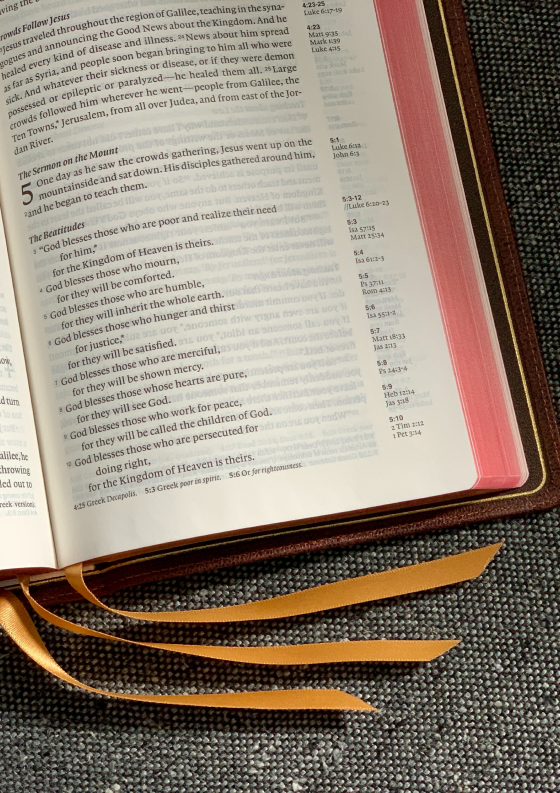 ving the
rowds Follow Jesus
Jesus traveled throughout the region of Galilee, teaching in the syna-
gogues and announcing the Good News about the Kingdom. And he
healed every kind of disease and illness. 24 News about him spread
as far as Syria, and people soon began bringing to him all who were
sick. And whatever their sickness or disease, or if they were demon
possessed or epileptic or paralyzed—he healed them all. 25 Large
crowds followed him wherever he went—people from Galilee, the
Ten Towns,* Jerusalem, from all over Judea, and from east of the Jor-
dan River.
The Sermon on the Mount
5 One day as he saw the crowds gathering, Jesus went up on the
mountainside and sat down. His disciples gathered around him,
2 and he began to teach them.
The Beatitudes
3 “God blesses those who are poor and realize their need
for him,*
for the Kingdom of Heaven is theirs.
4 God blesses those who mourn,
for they will be comforted.
5 God blesses those who are humble,
for they will inherit the whole earth.
6 God blesses those who hunger and thirst
for justice,*
for they will be satisfied.
7 God blesses those who are merciful,
for they will be shown mercy.
8 God blesses those whose hearts are pure,
for they will see God.
9 God blesses those who work for peace,
for they will be called the children of God.
10 God blesses those who are persecuted for
doing right,
for the Kingdom of Heaven is theirs.
4:25 Greek Decapolis. 5:3 Greek poor in spirit. 5:6 Or for righteousness.
4:23-25
Luke 6:17-19
4:23
Matt 9:35
Mark 1:39
Luke 4:15
5:1
Luke 6:12
John 6:3
5:3-12
//Luke 6:20-23
5:3
Isa 57:15
Matt 25:34
5:4
Isa 61:2-3
5:5
Ps 37:11
Rom 4:13
5:6
Isa 55:1-2
5:7
Matt 18:33
Jas 2:13
5:8
Ps 24:3-4
5:9
Heb 12:14
Jas 3:18
5:10
2 Tim 2:12
1 Pet 3:14
ow,
d turn
alilee, he
throwing
led out to
reek version).